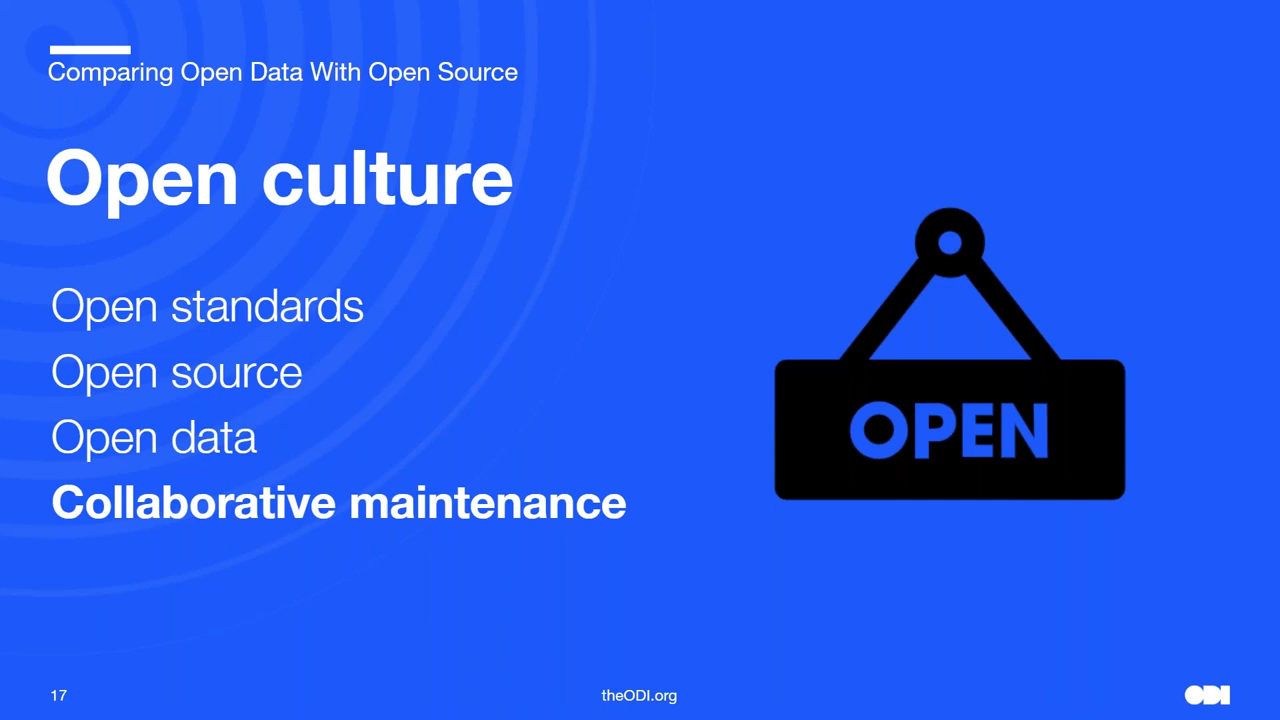 Comparing Open Data With Open Source
Open culture
Open standards
Open source
Open data
Collaborative maintenance
OPEN
17
theODI.org
ODI